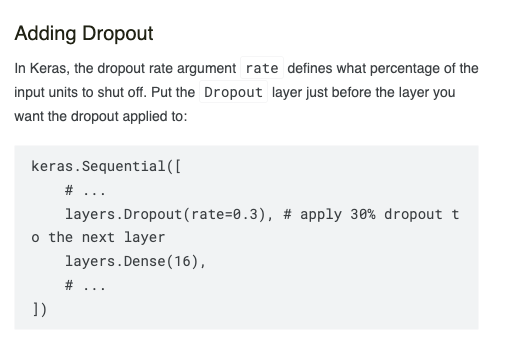 Adding Dropout
In Keras, the dropout rate argument rate defines what percentage of the
input units to shut off. Put the Dropout layer just before the layer you
want the dropout applied to:
keras.Sequential([
    # ...
    layers.Dropout(rate=0.3), # apply 30% dropout t
o the next layer
    layers.Dense(16),
    # ...
])